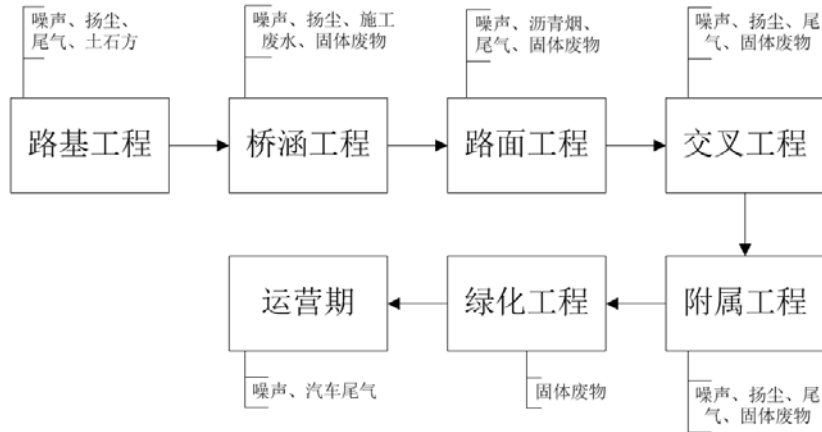 噪声、扬尘、
尾气、土石方
噪声、扬尘、施工
废水、固体废物
噪声、沥青烟、
尾气、固体废物
噪声、扬尘、尾
气、固体废物
路基工程
桥涵工程
路面工程
交叉工程
运营期
绿化工程
附属工程
噪声、汽车尾气
固体废物
噪声、扬尘、尾
气、固体废物